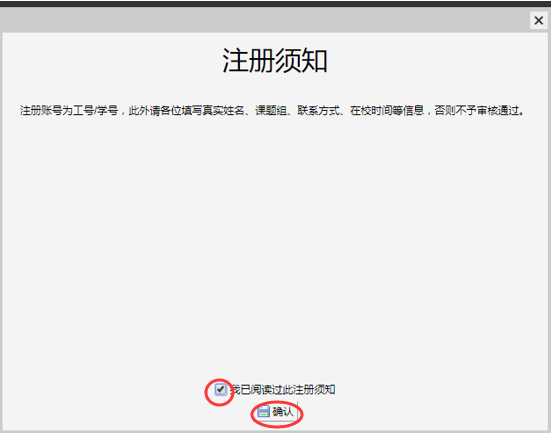 注册须知
注册账号为工号/学号，此外请各位填写真实姓名、课题组、联系方式、在校时间等信息，否则不予审核通过。
我已阅读过此注册须知
确认